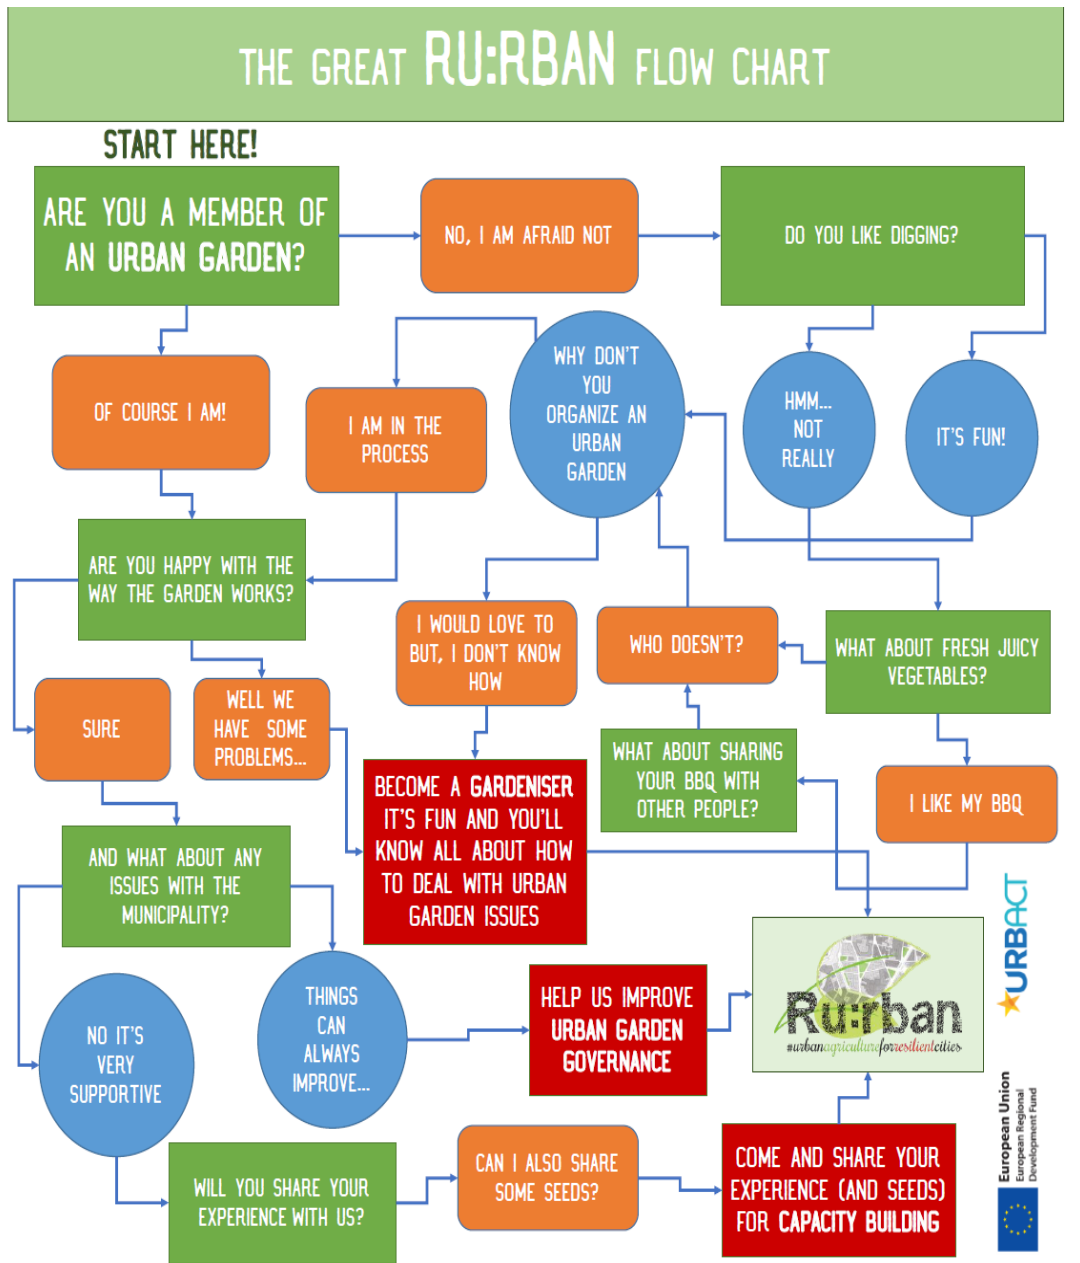 THE GREAT RU:RBAN FLOW CHART
START HERE!
ARE YOU A MEMBER OF
AN URBAN GARDEN?
NO, I AM AFRAID NOT
DO YOU LIKE DIGGING?
WHY DON'T
YOU
ORGANIZE AN
URBAN
GARDEN
HMM...
NOT
REALLY
IT'S FUN!
OF COURSE I AM!
I AM IN THE
PROCESS
ARE YOU HAPPY WITH THE
WAY THE GARDEN WORKS?
I WOULD LOVE TO
BUT, I DON'T KNOW
HOW
WHO DOESN'T?
WHAT ABOUT FRESH JUICY
VEGETABLES?
SURE
WELL WE
HAVE SOME
PROBLEMS...
WHAT ABOUT SHARING
YOUR BBQ WITH
OTHER PEOPLE?
I LIKE MY BBQ
BECOME A GARDENISER
IT'S FUN AND YOU'LL
KNOW ALL ABOUT HOW
TO DEAL WITH URBAN
GARDEN ISSUES
AND WHAT ABOUT ANY
ISSUES WITH THE
MUNICIPALITY?
THINGS
CAN
ALWAYS
IMPROVE...
HELP US IMPROVE
URBAN GARDEN
GOVERNANCE
Ru:rban
#urbanagricultureforresilientcities
URBACT
NO IT'S
VERY
SUPPORTIVE
WILL YOU SHARE YOUR
EXPERIENCE WITH US?
CAN I ALSO SHARE
SOME SEEDS?
COME AND SHARE YOUR
EXPERIENCE (AND SEEDS)
FOR CAPACITY BUILDING
European Union
European Regional
Development Fund